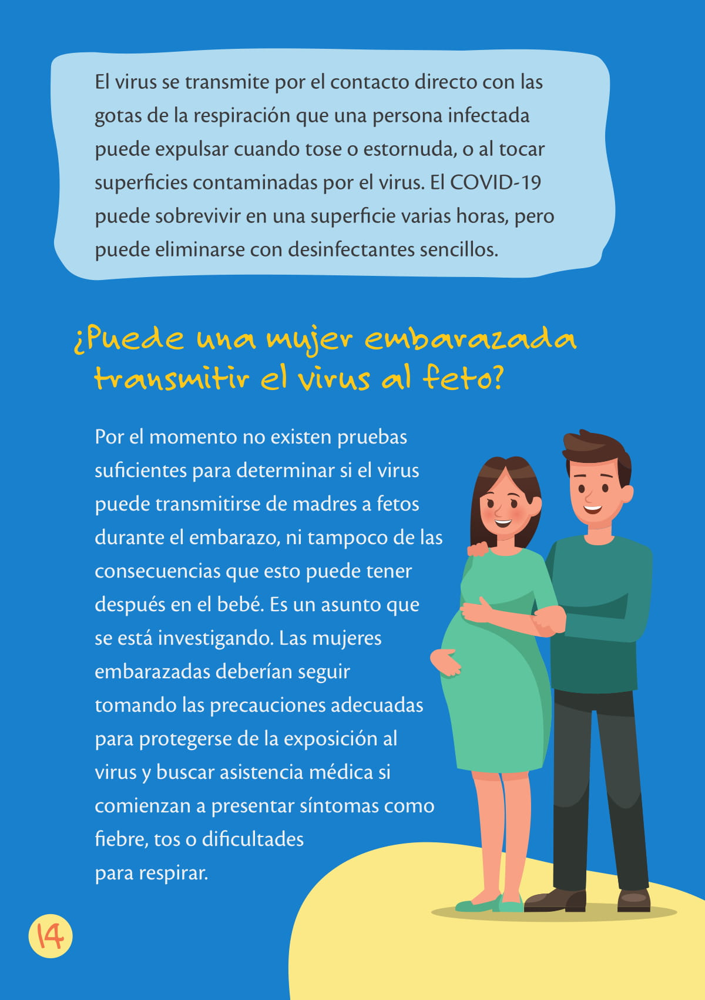 El virus se transmite por el contacto directo con las
gotas de la respiración que una persona infectada
puede expulsar cuando tose o estornuda, o al tocar
superficies contaminadas por el virus. El COVID-19
puede sobrevivir en una superficie varias horas, pero
puede eliminarse con desinfectantes sencillos.
¿Puede una mujer embarazada
transmitir el virus al feto?
Por el momento no existen pruebas
suficientes para determinar si el virus
puede transmitirse de madres a fetos
durante el embarazo, ni tampoco de las
consecuencias que esto puede tener
después en el bebé. Es un asunto que
se está investigando. Las mujeres
embarazadas deberían seguir
tomando las precauciones adecuadas
para protegerse de la exposición al
virus y buscar asistencia médica si
comienzan a presentar síntomas como
fiebre, tos o dificultades
para respirar.
14